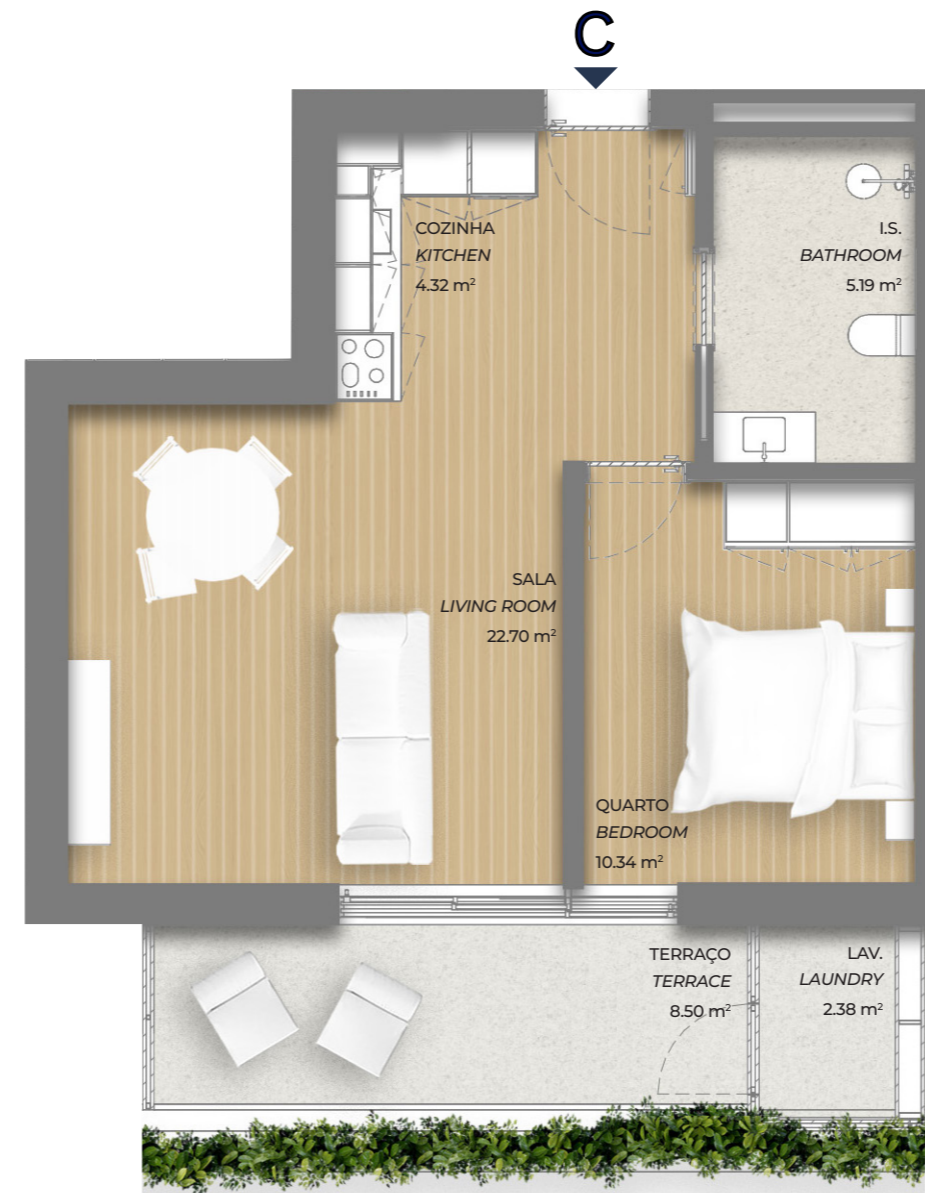 C
COZINHA
KITCHEN
4.32 m²
I.S.
BATHROOM
5.19 m²
SALA
LIVING ROOM
22.70 m²
QUARTO
BEDROOM
10.34 m²
TERRAÇO
TERRACE
8.50 m²
LAV.
LAUNDRY
2.38 m²